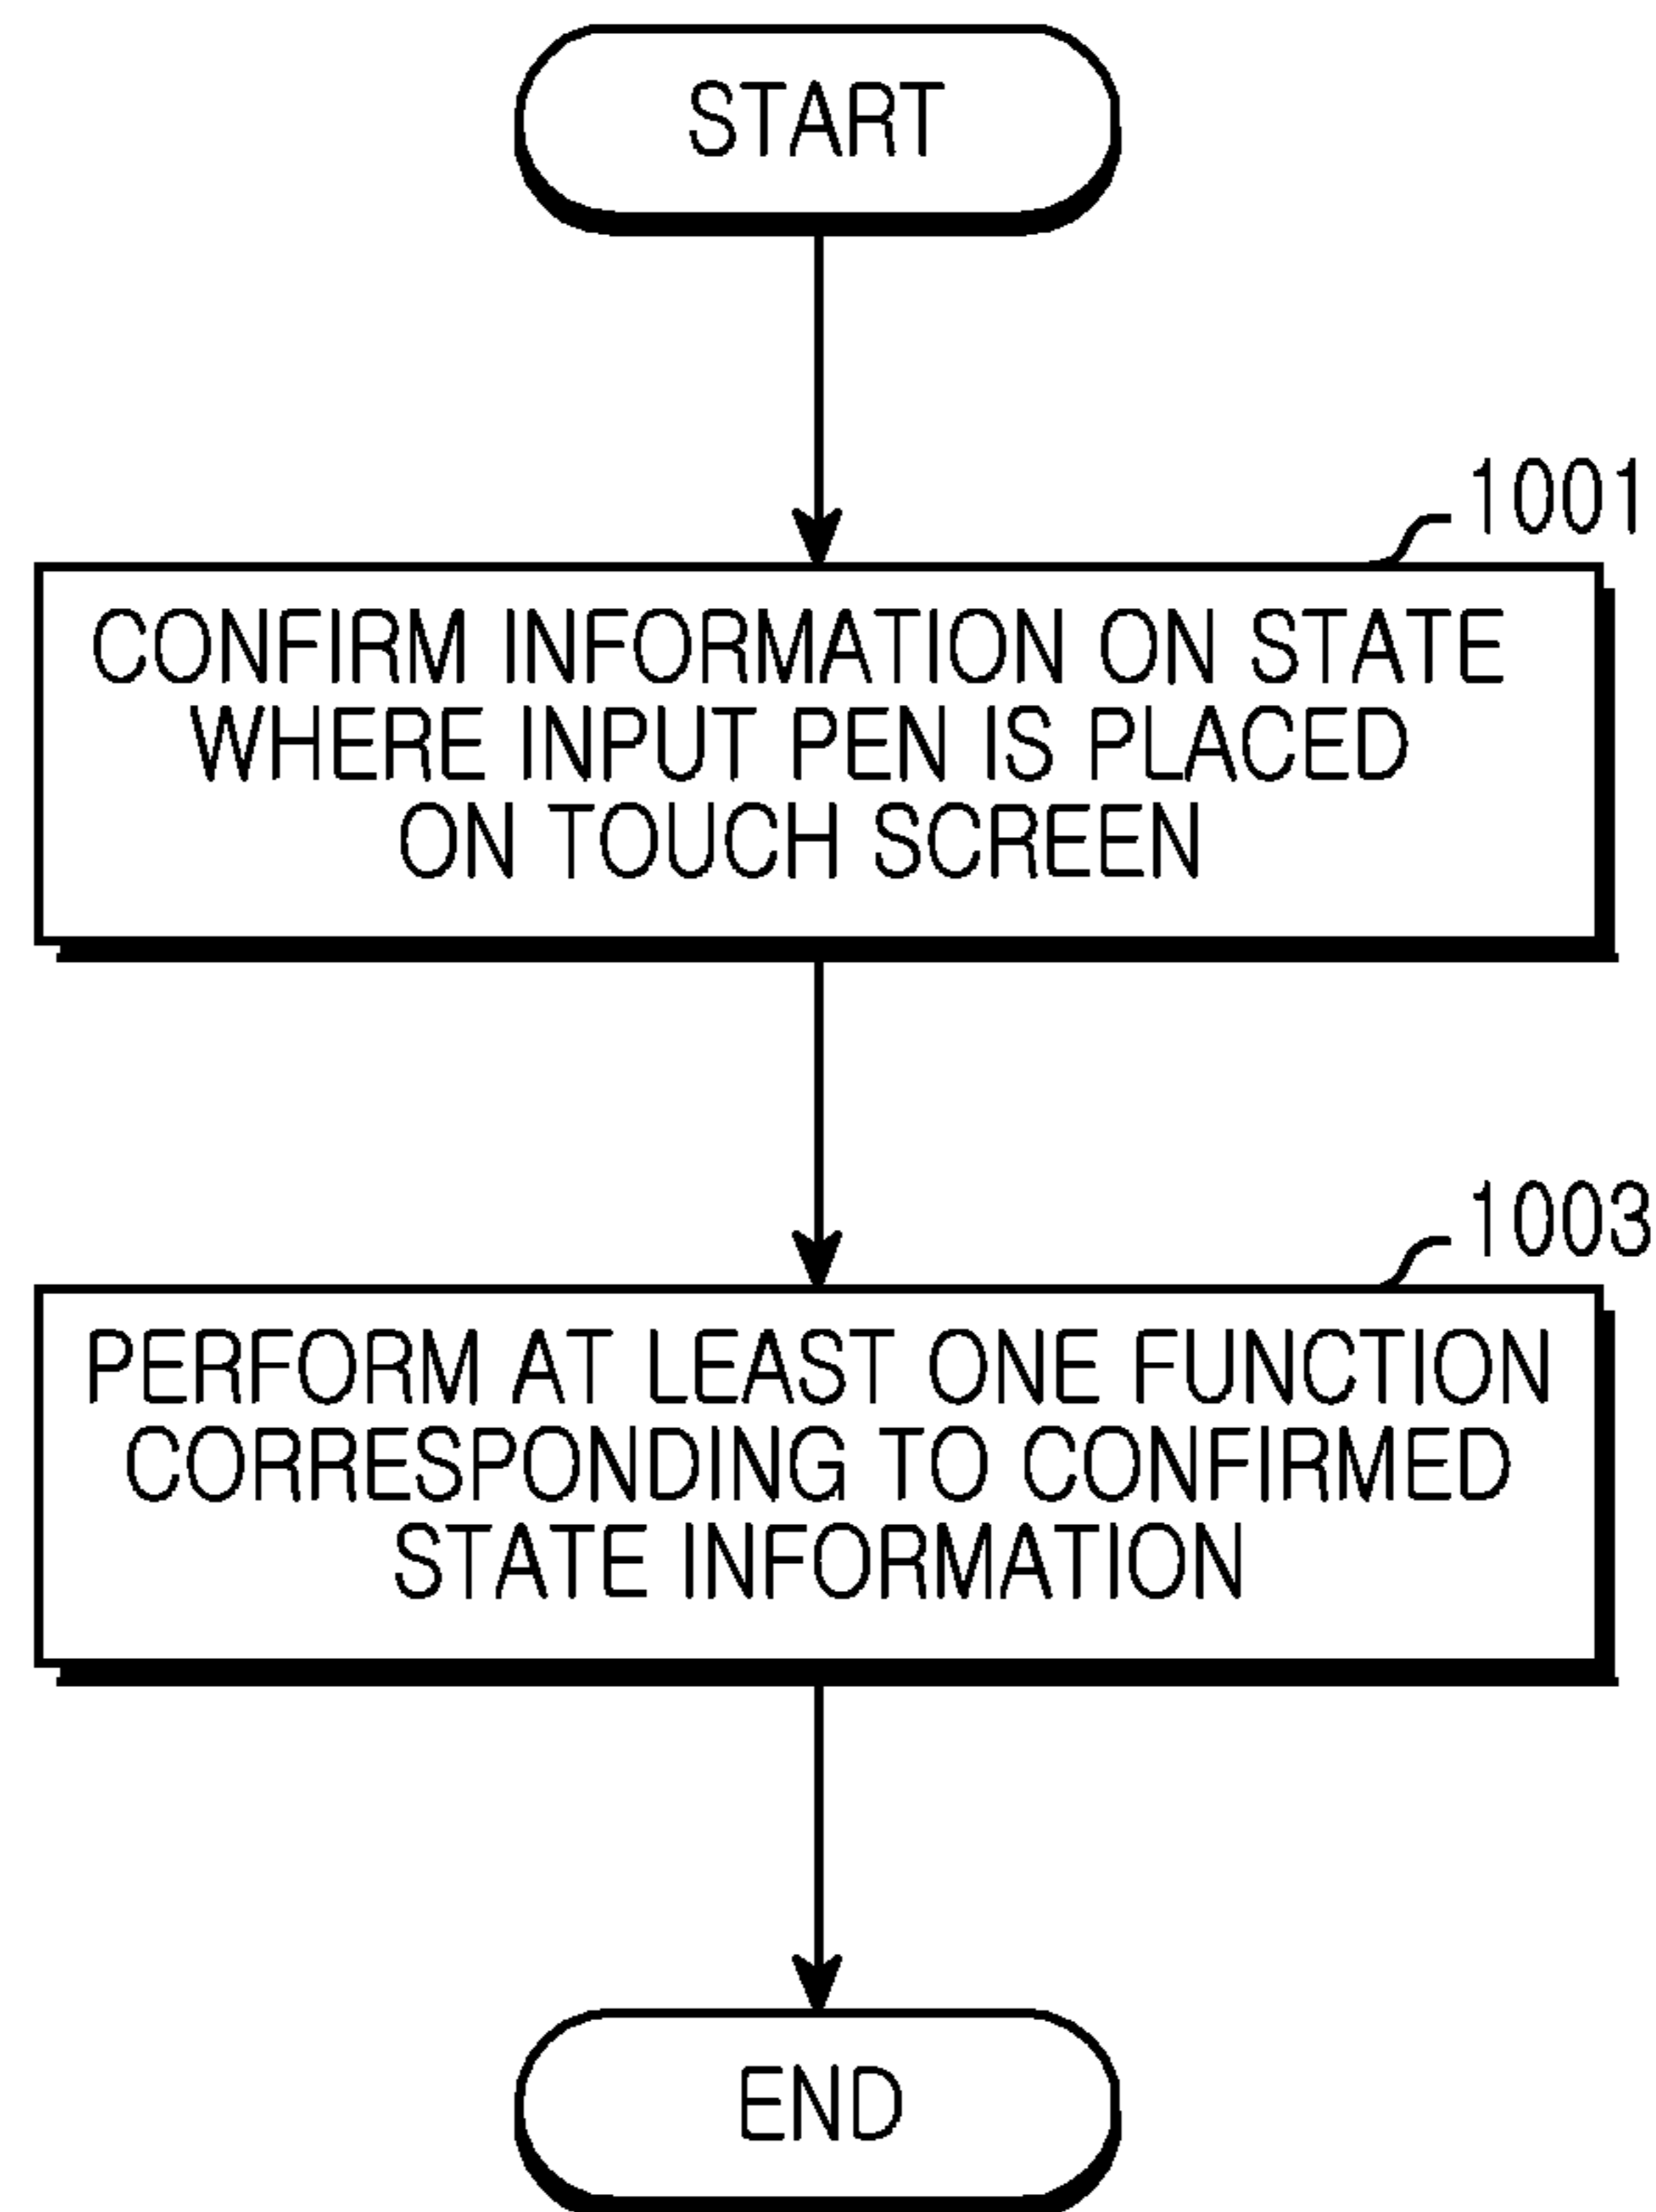 START
1001
CONFIRM INFORMATION ON STATE
WHERE INPUT PEN IS PLACED
ON TOUCH SCREEN
1003
PERFORM AT LEAST ONE FUNCTION
CORRESPONDING TO CONFIRMED
STATE INFORMATION
END